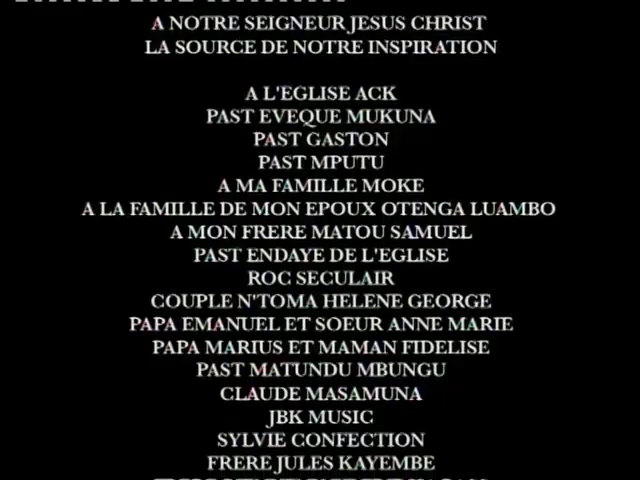 A NOTRE SEIGNEUR JESUS CHRIST
LA SOURCE DE NOTRE INSPIRATION
A L'EGLISE ACK
PAST EVEQUE MUKUNA
PAST GASTON
PAST MPUTU
A MA FAMILLE MOKE
A LA FAMILLE DE MON EPOUX OTENGA LUAMBO
A MON FRERE MATOU SAMUEL
PAST ENDAYE DE L'EGLISE
ROC SECULAIR
COUPLE N'TOMA HELENE GEORGE
PAPA EMANUEL ET SOEUR ANNE MARIE
PAPA MARIUS ET MAMAN FIDELISE
PAST MATUNDU MBUNGU
CLAUDE MASAMUNA
JBK MUSIC
SYLVIE CONFECTION
FRERE JULES KAYEMBE